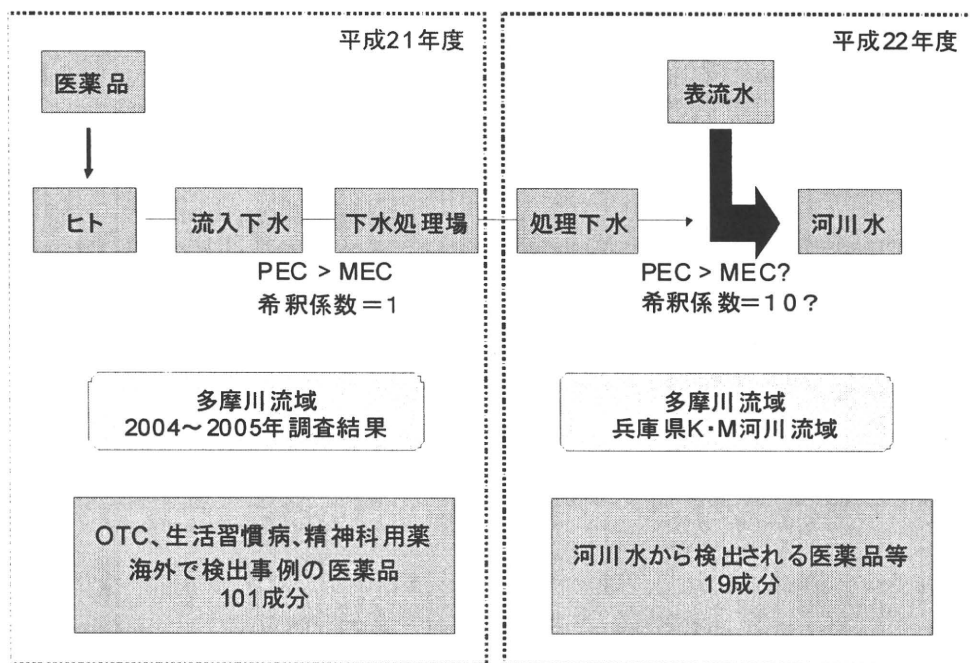 平成21年度
医薬品
ヒト
流入下水
下水処理場
PEC > MEC
希釈係数＝1
多摩川流域
2004～2005年調査結果
OTC、生活習慣病、精神科用薬
海外で検出事例の医薬品
101成分
平成22年度
表流水
処理下水
河川水
PEC > MEC?
希釈係数＝１０？
多摩川流域
兵庫県K・M河川流域
河川水から検出される医薬品等
19成分